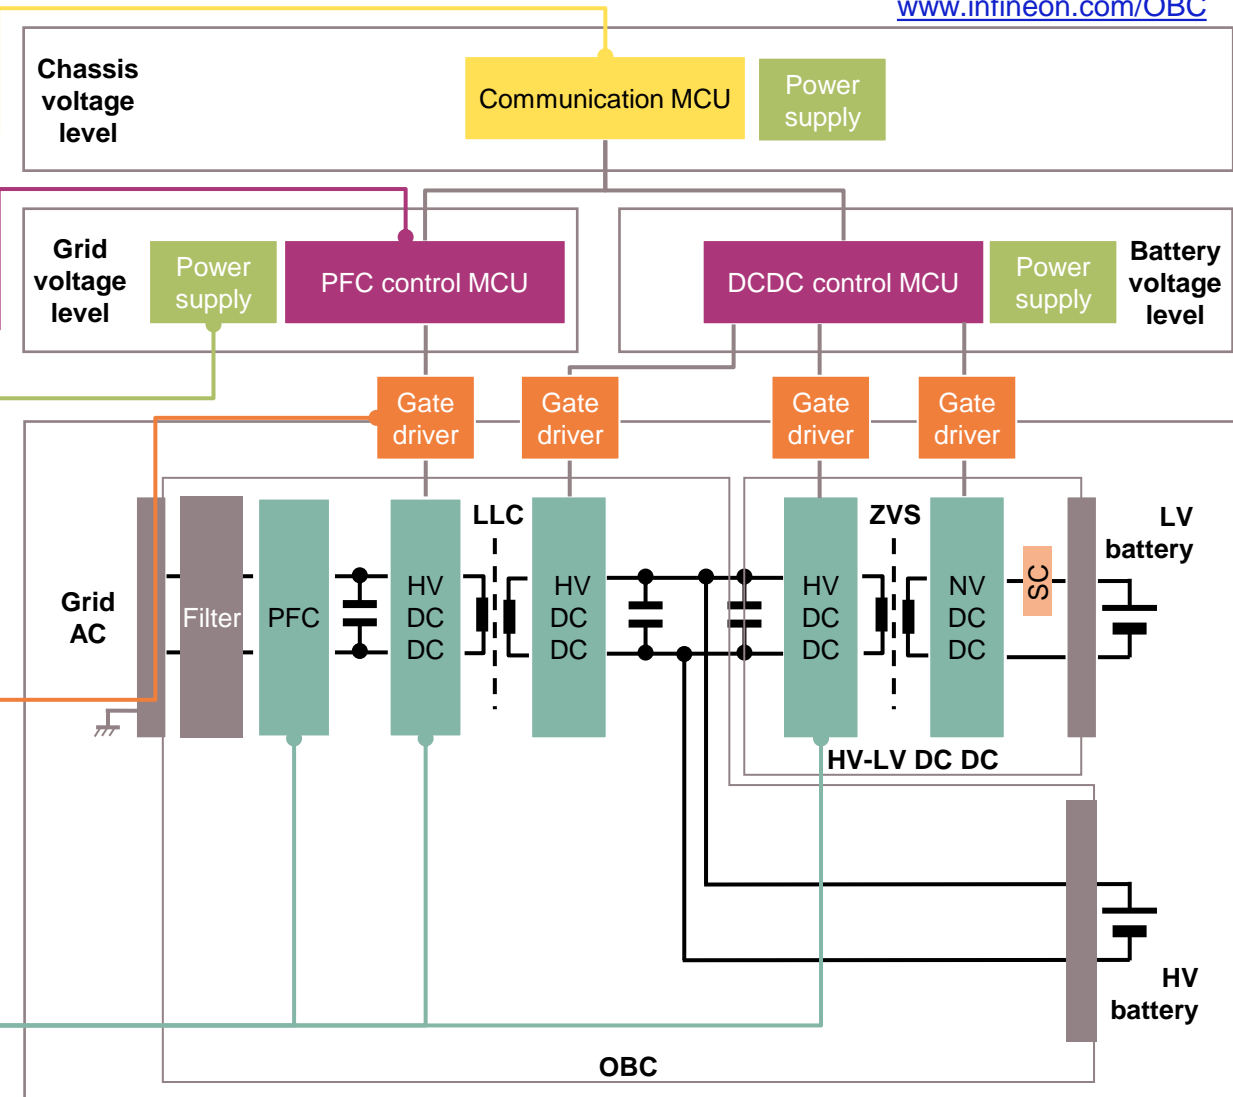 www.infineon.com/OBC
Chassis
voltage
level
Communication MCU
Power
supply
Grid
voltage
level
Power
supply
PFC control MCU
DCDC control MCU
Power
supply
Battery
voltage
level
Gate
driver
Gate
driver
Gate
driver
Gate
driver
Grid
AC
Filter
PFC
HV
DC
DC
LLC
HV
DC
DC
HV
DC
DC
ZVS
NV
DC
DC
SC
LV
battery
HV-LV DC DC
HV
battery
OBC